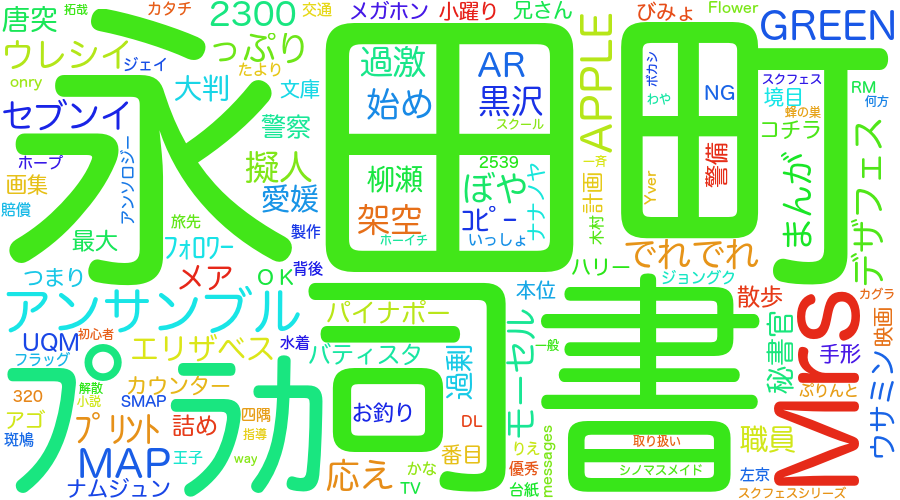 唐突
拓哉
カタチ
2300
交通
メガホン
小躍り
兄さん
びみょ
Flower
GREEN
ウレシイ
ジェイ
っぷり
たより
過激
AR
APPLE
ポカシ
onry
大判
文庫
始め
黒沢
わや
NG
スクフェス
境目
RM
何方
セブンイ
永田町
警察
スクール
蜂の巣
コチラ
ホープ
アンソロジー
擬人
柳瀬
2539
ぼや
ナナノヤ
一斉
計画
Yver
警備
まんが
デザフェス
画集
愛媛
賠償
旅先
製作
架空
コピー
ホーイチ
いっしょ
木村
最大
フォロワー
でれでれ
つまり
メア
OK
背後
ハリー
ジョングク
アンサンブル
本位
散歩
カグラ
Mrs
パイナポー
司書
秘書官
映画
UQM
初心者
エリザベス
水着
バティスタ
過剰
モーセル
一般
手形
フラッグ
プラカ
320
解散
小説
SMAP
カウンター
お釣り
ぷりんと
ウサミン
アゴ
斑鳩
プリント
詰め
四隅
指導
DL
職員
取り扱い
MAP
王子
way
応え
かな
TV
番目
りえ
優秀
台紙
messages
シノマスメイド
左京
ナムジュン
スクフェスシリーズ